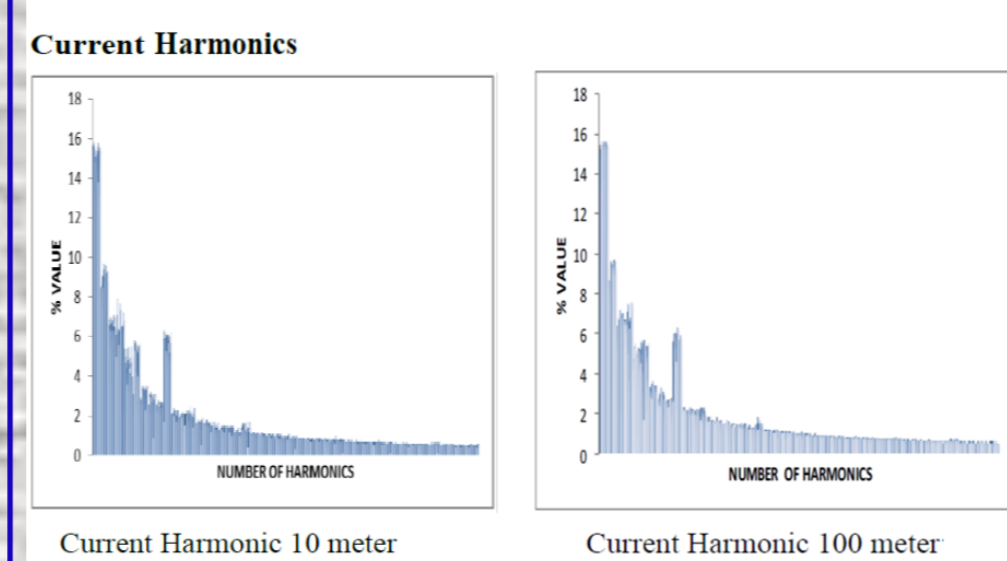 Current Harmonics
18
16
14
12
10
8
6
4
2
0
% VALUE
NUMBER OF HARMONICS
Current Harmonic 10 meter
18
16
14
12
10
8
6
4
2
0
% VALUE
NUMBER OF HARMONICS
Current Harmonic 100 meter